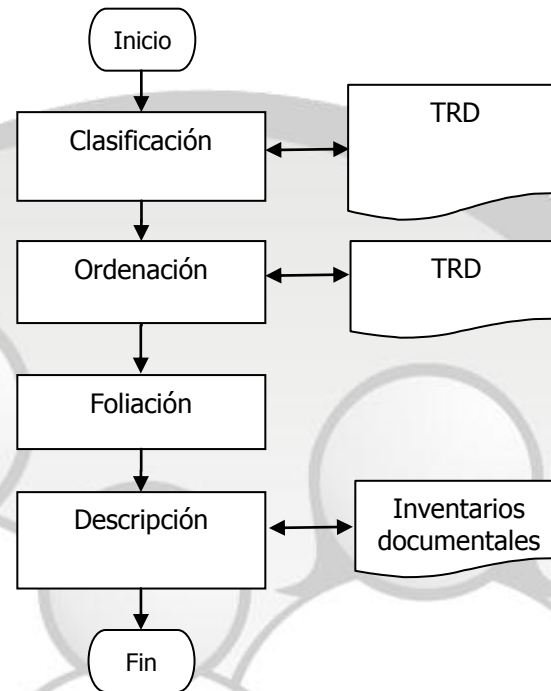 Inicio
Clasificación
TRD
Ordenación
TRD
Foliación
Descripción
Inventarios
documentales
Fin